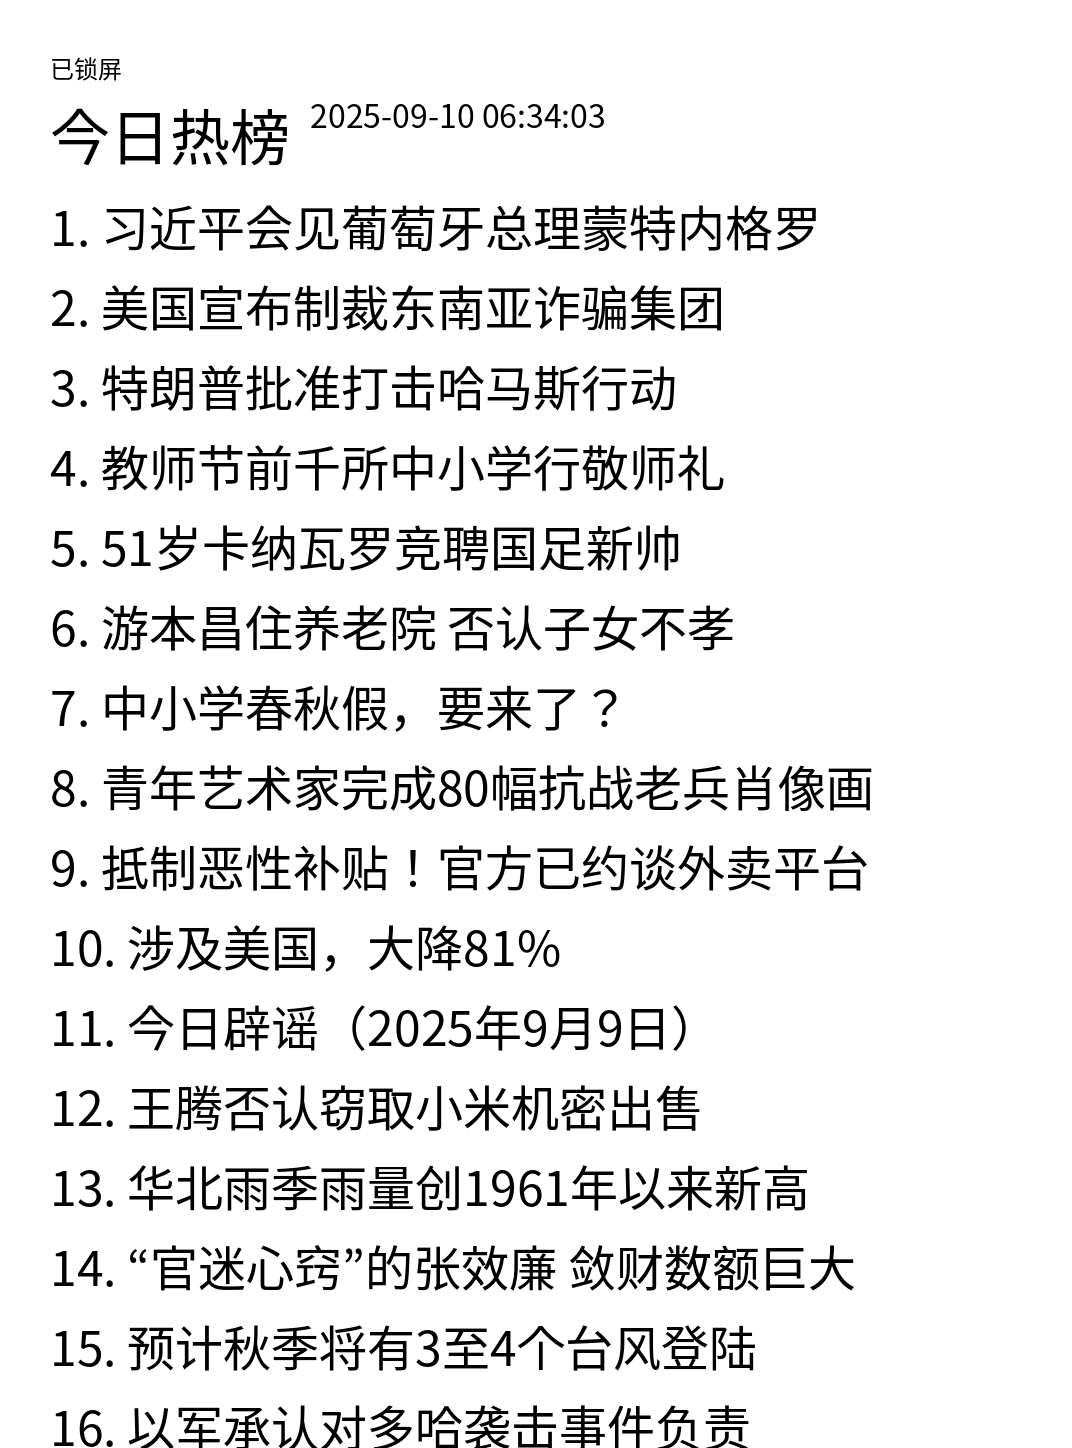 已锁屏
今日热榜 2025-09-10 06:34:03
1. 习近平会见葡萄牙总理蒙特内格罗
2. 美国宣布制裁东南亚诈骗集团
3. 特朗普批准打击哈马斯行动
4. 教师节前千所中小学行敬师礼
5. 51岁卡纳瓦罗竞聘国足新帅
6. 游本昌住养老院 否认子女不孝
7. 中小学春秋假，要来了？
8. 青年艺术家完成80幅抗战老兵肖像画
9. 抵制恶性补贴！官方已约谈外卖平台
10. 涉及美国，大降81%
11. 今日辟谣（2025年9月9日）
12. 王腾否认窃取小米机密出售
13. 华北雨季雨量创1961年以来新高
14. “官迷心窍”的张效廉 敛财数额巨大
15. 预计秋季将有3至4个台风登陆
16. 以军承认对多哈袭击事件负责